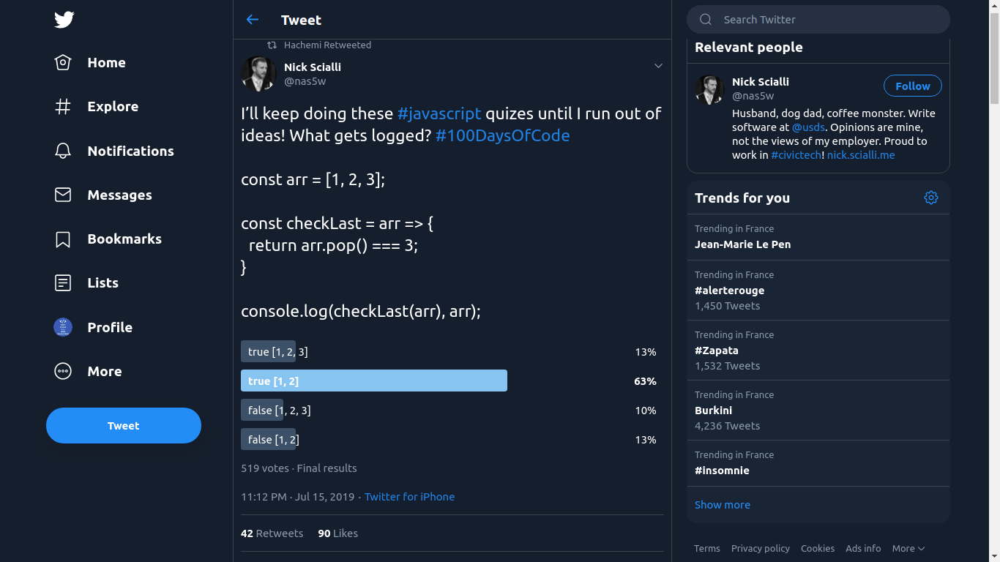 Home
Explore
Notifications
Messages
Bookmarks
Lists
Profile
More
Tweet
Tweet
Hachemi Retweeted
Nick Scialli
@nas5w
I’ll keep doing these #javascript quizes until I run out of
ideas! What gets logged? #100DaysOfCode
const arr = [1, 2, 3];
const checkLast = arr => {
return arr.pop() === 3;
}
console.log(checkLast(arr), arr);
true [1, 2, 3] 13%
true [1, 2] 63%
false [1, 2, 3] 10%
false [1, 2] 13%
519 votes · Final results
11:12 PM · Jul 15, 2019 · Twitter for iPhone
42 Retweets 90 Likes
Search Twitter
Relevant people
Nick Scialli
@nas5w
Follow
Husband, dog dad, coffee monster. Write
software at @usds. Opinions are mine,
not the views of my employer. Proud to
work in #civictech! nick.scialli.me
Trends for you
Trending in France
Jean-Marie Le Pen
Trending in France
#alerterouge
1,450 Tweets
Trending in France
#Zapata
1,532 Tweets
Trending in France
Burkini
4,236 Tweets
Trending in France
#insomnie
Show more
Terms Privacy policy Cookies Ads info More